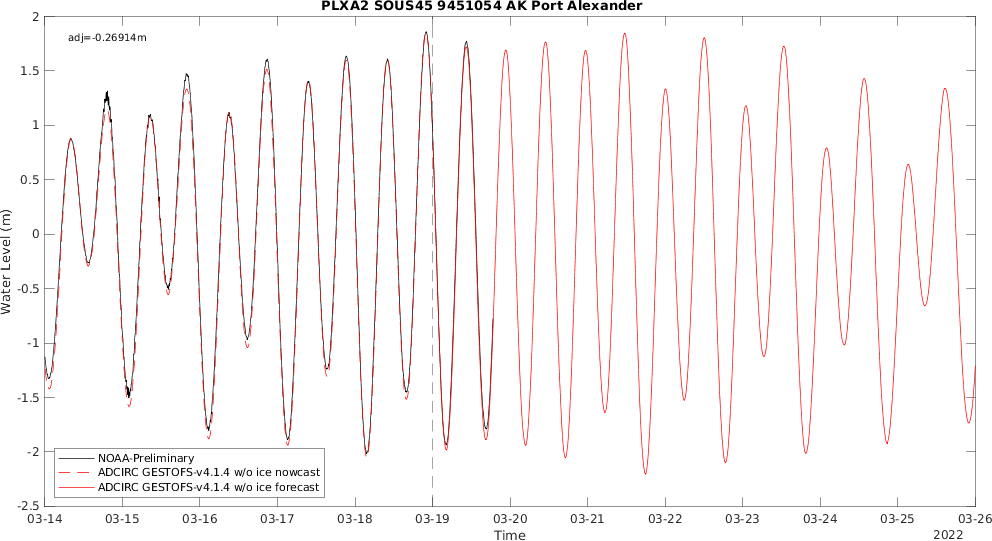 PLXA2 SOUS45 9451054 AK Port Alexander
adj=-0.26914m
2
1.5
1
0.5
0
-0.5
-1
-1.5
-2
-2.5
Water Level (m)
NOAA-Preliminary
ADCIRC GESTOFS-v4.1.4 w/o ice nowcast
ADCIRC GESTOFS-v4.1.4 w/o ice forecast
03-14 03-15 03-16 03-17 03-18 03-19 03-20 03-21 03-22 03-23 03-24 03-25 03-26
Time
2022